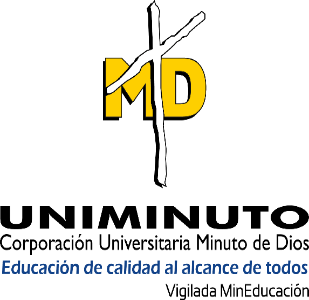 MD
UNIMINUTO
Corporación Universitaria Minuto de Dios
Educación de calidad al alcance de todos
Vigilada MinEducación